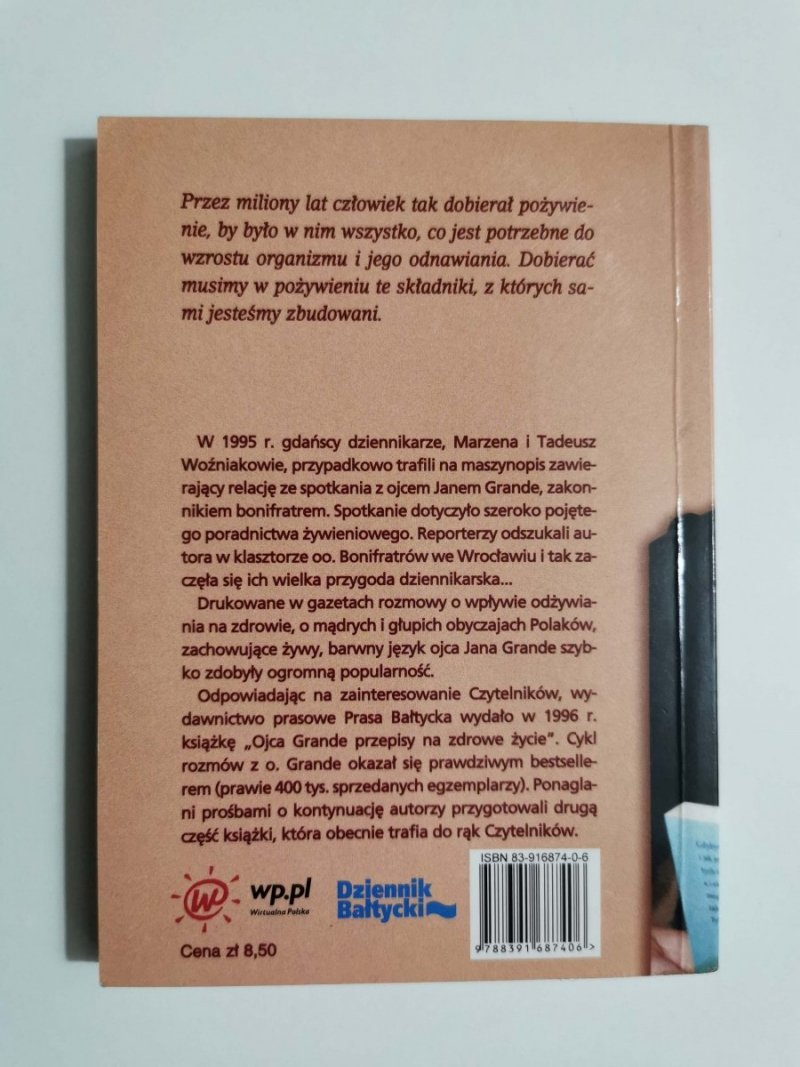 Przez miliony lat człowiek tak dobierał pożywie-
nie, by było w nim wszystko, co jest potrzebne do
wzrostu organizmu i jego odnawiania. Dobierać
musimy w pożywieniu te składniki, z których sa-
mi jesteśmy zbudowani.
W 1995 r. gdańscy dziennikarze, Marzena i Tadeusz
Woźniakowie, przypadkowo trafili na maszynopis zawie-
rający relację ze spotkania z ojcem Janem Grande, zakon-
nikiem bonifratrem. Spotkanie dotyczyło szeroko pojęte-
go poradnictwa żywieniowego. Reporterzy odszukali au-
tora w klasztorze oo. Bonifratrów we Wrocławiu i tak za-
częła się ich wielka przygoda dziennikarska...
Drukowane w gazetach rozmowy o wpływie odżywia-
nia na zdrowie, o mądrych i głupich obyczajach Polaków,
zachowujące żywy, barwny język ojca Jana Grande szyb-
ko zdobyły ogromną popularność.
Odpowiadając na zainteresowanie Czytelników, wy-
dawnictwo prasowe Prasa Bałtycka wydało w 1996 r.
książkę „Ojca Grande przepisy na zdrowe życie". Cykl
rozmów z o. Grande okazał się prawdziwym bestselle-
rem (prawie 400 tys. sprzedanych egzemplarzy). Ponagla-
ni prośbami o kontynuację autorzy przygotowali drugą
część książki, która obecnie trafia do rąk Czytelników.
ISBN 83-916874-0-6
wp.pl
Wirtualna Polska
Dziennik
Bałtycki
9788391687406>
Cena zł 8,50